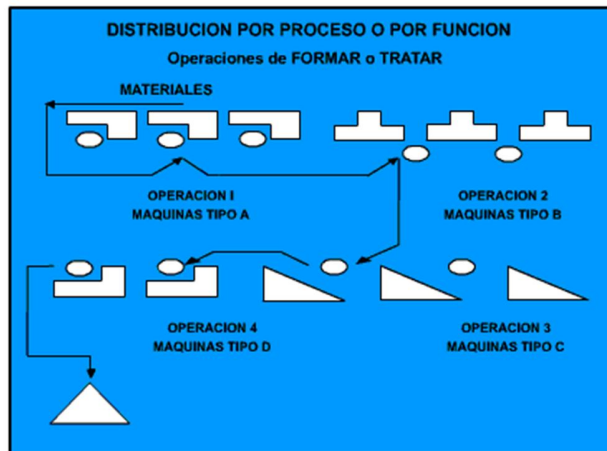 DISTRIBUCION POR PROCESO O POR FUNCION
Operaciones de FORMAR o TRATAR
MATERIALES
OPERACION I
MAQUINAS TIPO A
OPERACION 2
MAQUINAS TIPO B
OPERACION 4
MAQUINAS TIPO D
OPERACION 3
MAQUINAS TIPO C